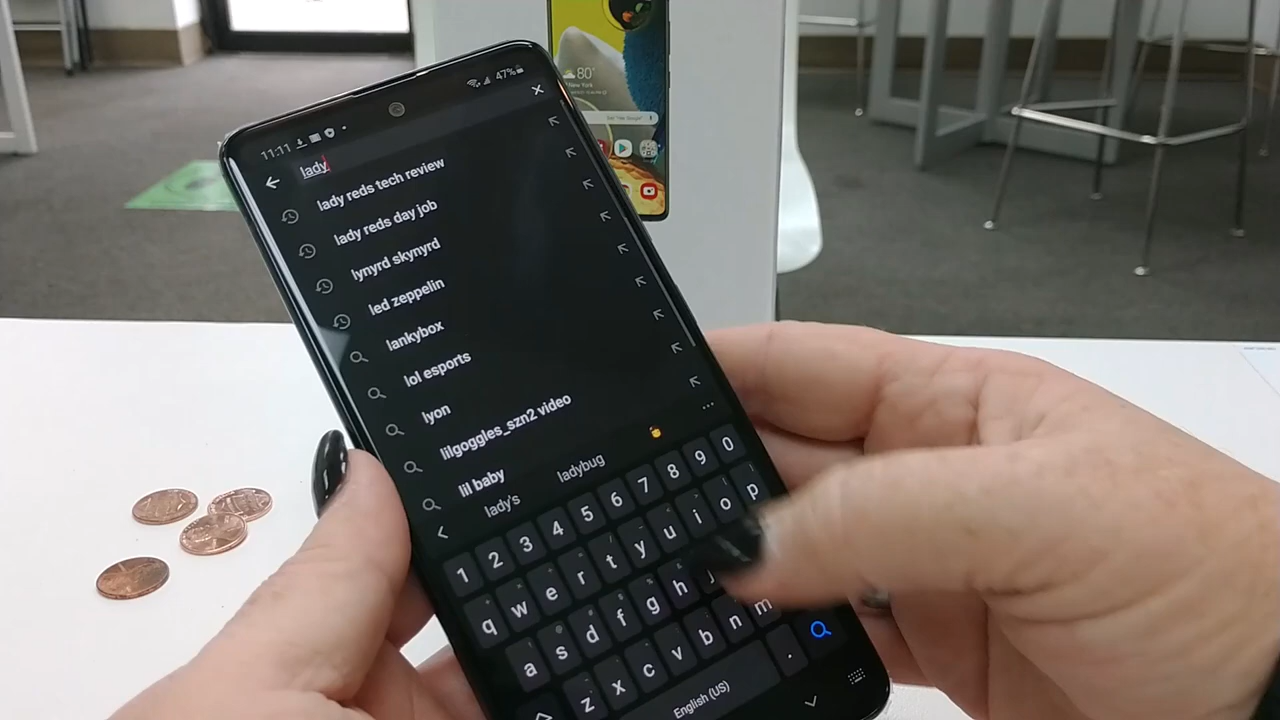 80°
New York
11:11
47%
lady
lady reds tech review
lady reds day job
lynyrd skynyrd
led zeppelin
lankybox
lol esports
lyon
lilgoggles_szn2 video
lil baby
lady's
ladybug
1 2 3 4 5 6 7 8 9 0
q w e r t y u i o p
a s d f g h j
z x c v b n m
English (US) .